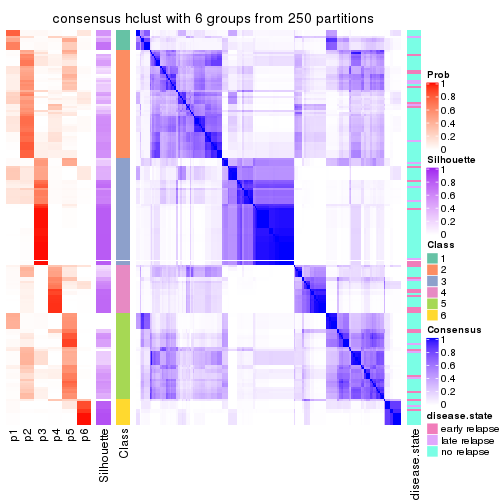 consensus hclust with 6 groups from 250 partitions
Prob
1
0.8
0.6
0.4
0.2
0
Silhouette
1
0.8
0.6
0.4
0.2
0
Class
1
2
3
4
5
6
Consensus
1
0.8
0.6
0.4
0.2
0
disease.state
early relapse
late relapse
no relapse
p1
p2
p3
p4
p5
p6
Silhouette
Class
disease.state